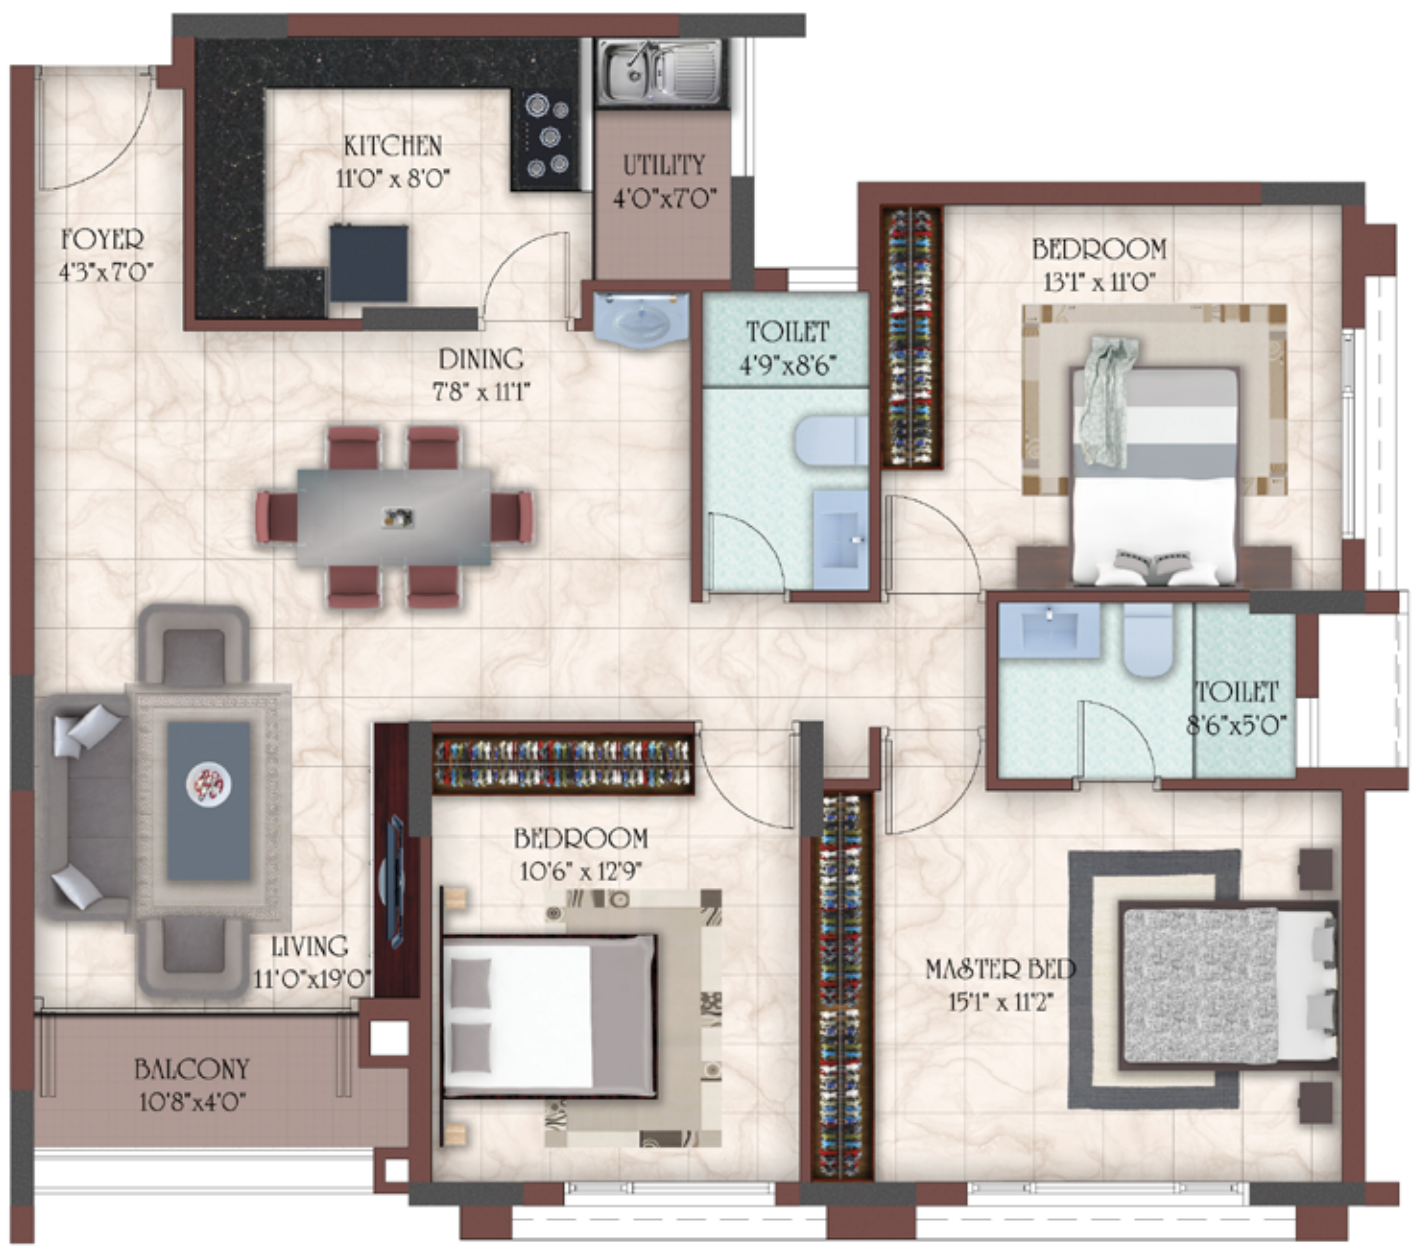 KITCHEN
11'0" x 8'0"
UTILITY
4'0"x7'0"
FOYER
4'3"x7'0"
BEDROOM
13'1" x 11'0"
TOILET
4'9"x8'6"
DINING
7'8" x 11'1"
TOILET
8'6"x5'0"
BEDROOM
10'6" x 12'9"
LIVING
11'0"x19'0"
MASTER BED
15'1" x 11'2"
BALCONY
10'8"x4'0"